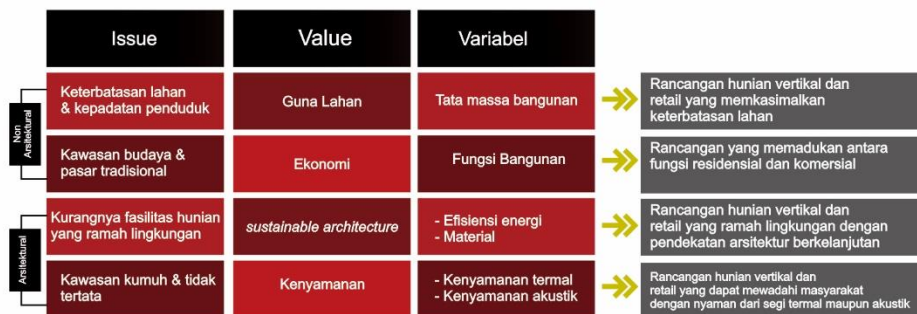 Issue
Value
Variabel
Non
Arsitektural
Keterbatasan lahan
& kepadatan penduduk
Guna Lahan
Tata massa bangunan
Rancangan hunian vertikal dan
retail yang memkasimalkan
keterbatasan lahan
Kawasan budaya &
pasar tradisional
Ekonomi
Fungsi Bangunan
Rancangan yang memadukan antara
fungsi residensial dan komersial
Arsitektural
Kurangnya fasilitas hunian
yang ramah lingkungan
sustainable architecture
- Efisiensi energi
- Material
Rancangan hunian vertikal dan
retail yang ramah lingkungan dengan
pendekatan arsitektur berkelanjutan
Kawasan kumuh & tidak
tertata
Kenyamanan
- Kenyamanan termal
- Kenyamanan akustik
Rancangan hunian vertikal dan
retail yang dapat mewadahi masyarakat
dengan nyaman dari segi termal maupun akustik